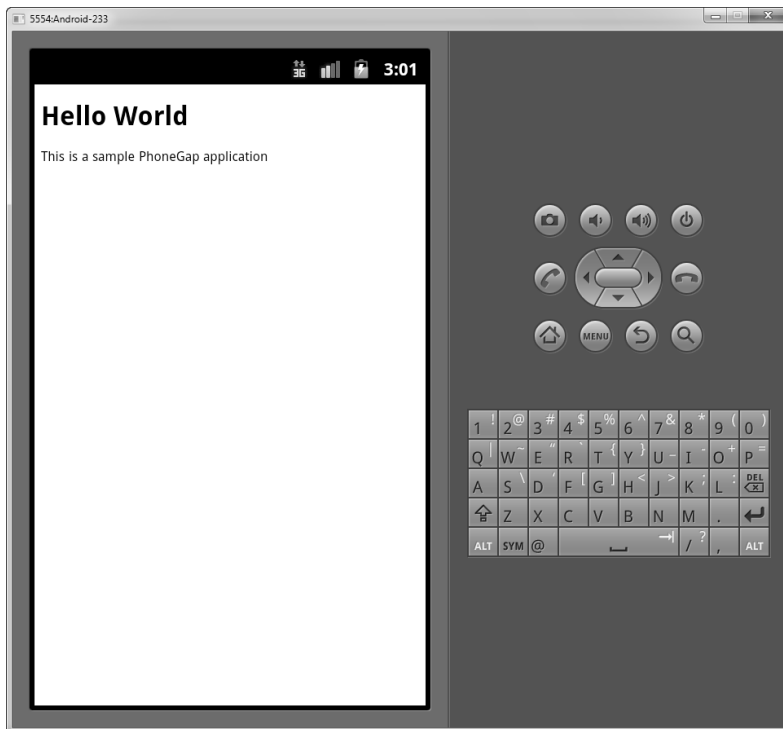 5554:Android-233
3G 3:01
Hello World
This is a sample PhoneGap application
MENU
1 ! 2 @ 3 # 4 $ 5 % 6 ^ 7 & 8 * 9 ( 0 )
Q | W ~ E “ R ` T { Y } U _ I - O + P =
A S \ D ‘ F [ G ] H < J > K ; L : DEL
Z X C V B N M .
ALT SYM @ / ? , ALT